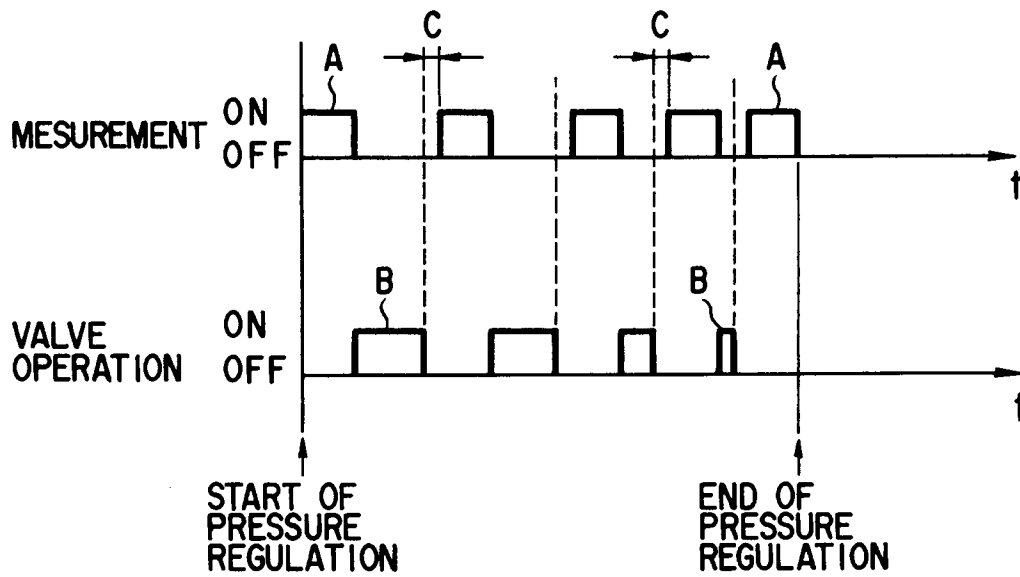 C C
A A
ON
MESUREMENT
OFF
t
B B
ON
VALVE
OPERATION
OFF
t
START OF
PRESSURE
REGULATION
END OF
PRESSURE
REGULATION